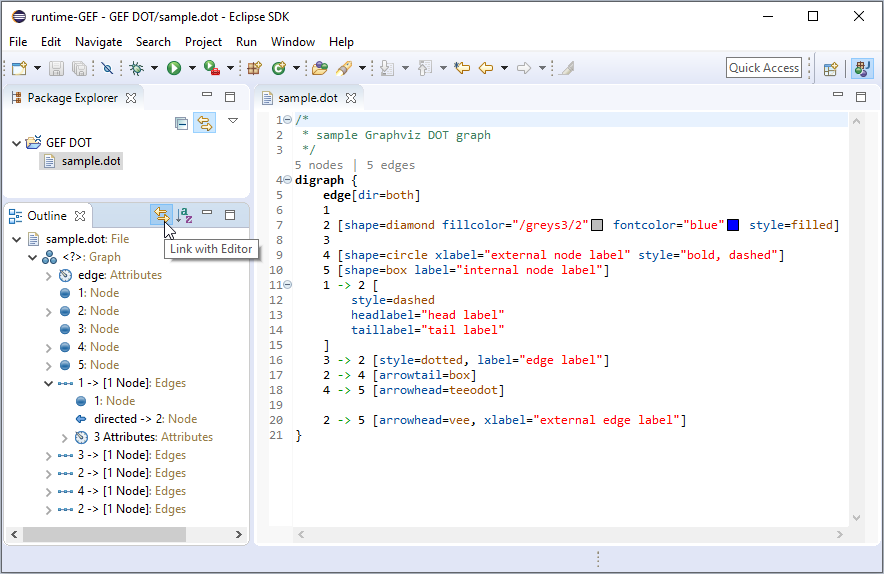 runtime-GEF - GEF DOT/sample.dot - Eclipse SDK
File Edit Navigate Search Project Run Window Help
Quick Access
Package Explorer
GEF DOT
sample.dot
Outline
Link with Editor
sample.dot: File
<?>: Graph
edge: Attributes
1: Node
2: Node
3: Node
4: Node
5: Node
1 -> [1 Node]: Edges
1: Node
directed -> 2: Node
3 Attributes: Attributes
3 -> [1 Node]: Edges
2 -> [1 Node]: Edges
4 -> [1 Node]: Edges
2 -> [1 Node]: Edges
sample.dot
1 /*
2 * sample Graphviz DOT graph
3 */
5 nodes | 5 edges
4 digraph {
5 edge[dir=both]
6 1
7 2 [shape=diamond fillcolor="/greys3/2" fontcolor="blue" style=filled]
8 3
9 4 [shape=circle xlabel="external node label" style="bold, dashed"]
10 5 [shape=box label="internal node label"]
11 1 -> 2 [
12 style=dashed
13 headlabel="head label"
14 taillabel="tail label"
15 ]
16 3 -> 2 [style=dotted, label="edge label"]
17 2 -> 4 [arrowtail=box]
18 4 -> 5 [arrowhead=teeodot]
19
20 2 -> 5 [arrowhead=vee, xlabel="external edge label"]
21 }